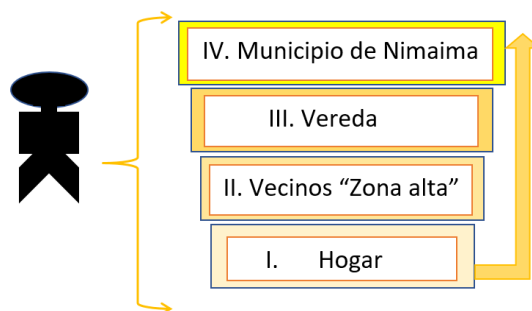 IV. Municipio de Nimaima
III. Vereda
II. Vecinos “Zona alta”
I. Hogar